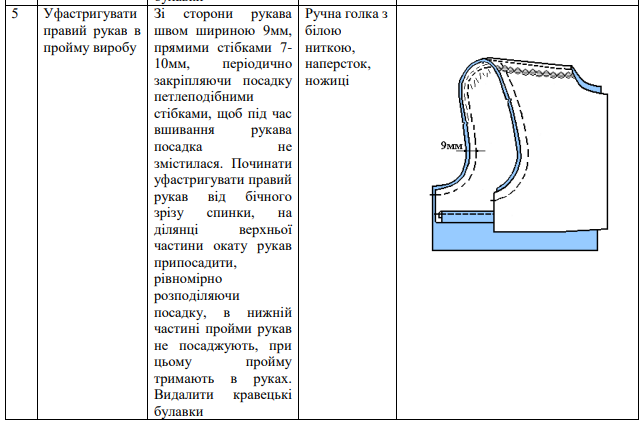 булавки
5
Уфастригувати
правий рукав в
пройму виробу
Зі сторони рукава
швом шириною 9мм,
прямими стібками 7-
10мм, періодично
закріпляючи посадку
петлеподібними
стібками, щоб під час
вшивання рукава
посадка не
змістилася. Починати
уфастригувати правий
рукав від бічного
зрізу спинки, на
ділянці верхньої
частини окату рукав
припосадити,
рівномірно
розподіляючи
посадку, в нижній
частині пройми рукав
не посаджують, при
цьому пройму
тримають в руках.
Видалити кравецькі
булавки
Ручна голка з
білою
ниткою,
наперсток,
ножиці
9мм